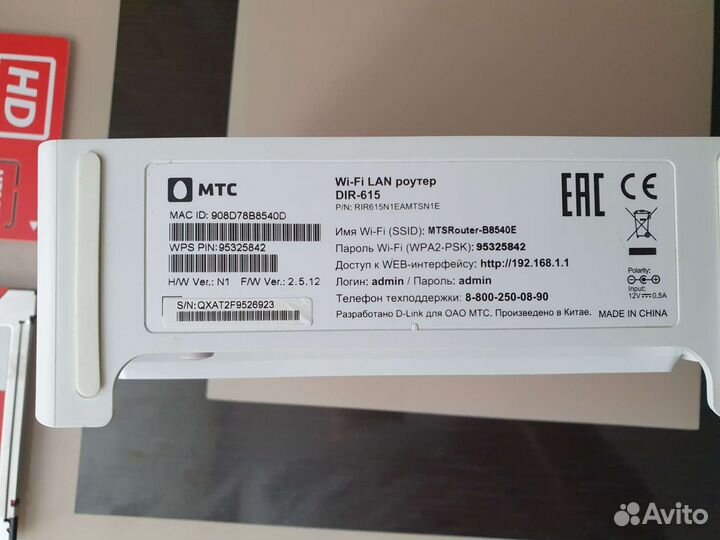 HD
МТС
MAC ID: 908D78B8540D
WPS PIN: 95325842
H/W Ver.: N1 F/W Ver.: 2.5.12
S/N: QXAT2F9526923
Wi-Fi LAN роутер
DIR-615
P/N: RIR615N1EAMTSN1E
Имя Wi-Fi (SSID): MTSRouter-B8540E
Пароль Wi-Fi (WPA2-PSK): 95325842
Доступ к WEB-интерфейсу: http://192.168.1.1
Логин: admin / Пароль: admin
Телефон техподдержки: 8-800-250-08-90
Разработано D-Link для ОАО МТС. Произведено в Китае.
EAC
CE
Polarity:
Input:
12V 0,5A
MADE IN CHINA
Avito